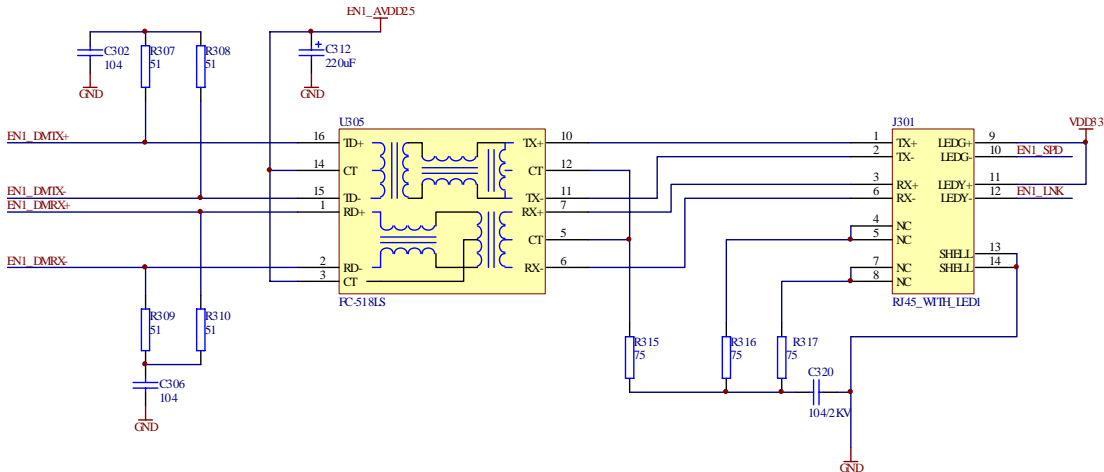 EN1_AVDD25
C302
104
GND
R307
51
R308
51
C312
220uF
GND
EN1_DMTX+
EN1_DMTX-
EN1_DMRX+
EN1_DMRX-
U305
16
14
15
1
2
3
TD+
CT
TD-
RD+
RD-
CT
TX+
CT
TX-
RX+
CT
RX-
10
12
11
7
5
6
FC-518LS
J301
1
2
3
6
4
5
7
8
TX+
TX-
RX+
RX-
NC
NC
NC
NC
LEDG+
LEDG-
LEDY+
LEDY-
SHELL
SHELL
9
10
11
12
13
14
RJ45_WITH_LED1
VDD33
EN1_SPD
EN1_LNK
R309
51
R310
51
C306
104
GND
R315
75
R316
75
R317
75
C320
104/2KV
GND